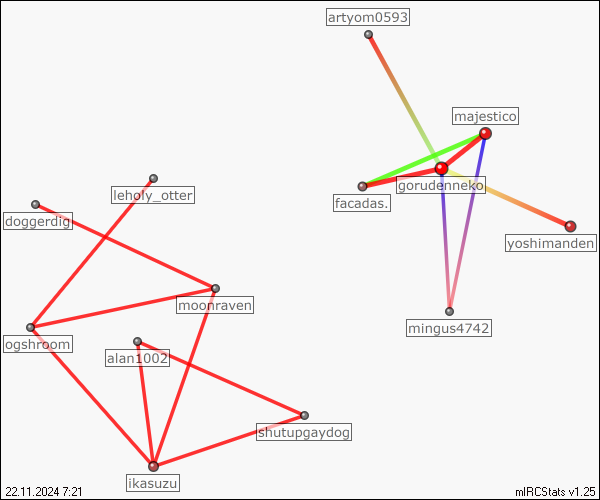 artyom0593
majestico
gorudenneko
leholy_otter
facadas.
doggerdig
yoshimanden
moonraven
mingus4742
ogshroom
alan1002
shutupgaydog
ikasuzu
22.11.2024 7:21
mIRCStats v1.25